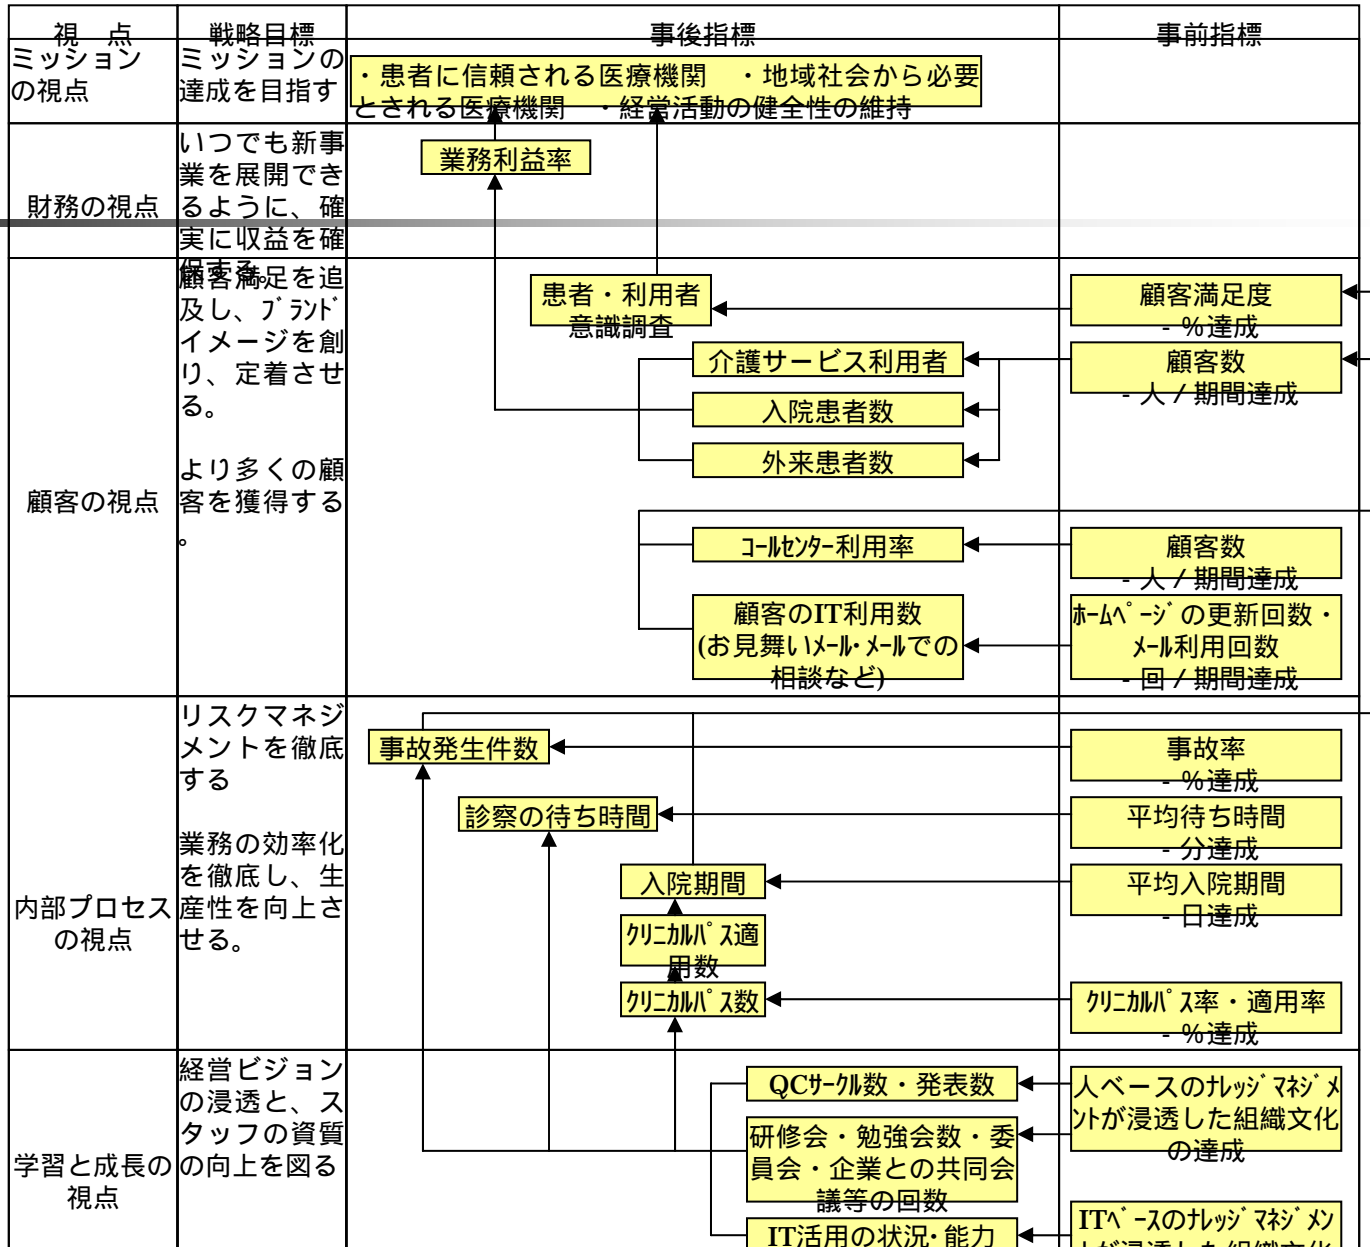 視　点
戦略目標
事後指標
事前指標
ミッション
の視点
ミッションの
達成を目指す
・患者に信頼される医療機関　・地域社会から必要
とされる医療機関　・経営活動の健全性の維持
財務の視点
いつでも新事
業を展開でき
るように、確
実に収益を確
保する。
業務利益率
顧客の視点
顧客満足を追
及し、ﾌﾞﾗﾝﾄﾞ
イメージを創
り、定着させ
る。
より多くの顧
客を獲得する
。
患者・利用者
意識調査
顧客満足度
- %達成
介護サービス利用者
顧客数
- 人／期間達成
入院患者数
外来患者数
ｺｰﾙｾﾝﾀｰ利用率
顧客数
- 人／期間達成
顧客のIT利用数
(お見舞いﾒｰﾙ・ﾒｰﾙでの
相談など)
ﾎｰﾑﾍﾟｰｼﾞの更新回数・
ﾒｰﾙ利用回数
- 回／期間達成
内部プロセス
の視点
リスクマネジ
メントを徹底
する
業務の効率化
を徹底し、生
産性を向上さ
せる。
事故発生件数
事故率
- %達成
診察の待ち時間
平均待ち時間
- 分達成
入院期間
平均入院期間
- 日達成
ｸﾘﾆｶﾙﾊﾟｽ適
用数
ｸﾘﾆｶﾙﾊﾟｽ数
ｸﾘﾆｶﾙﾊﾟｽ率・適用率
- %達成
学習と成長の
視点
経営ビジョン
の浸透と、ス
タッフの資質
の向上を図る
QCｻｰｸﾙ数・発表数
人ベースのﾅﾚｯｼﾞﾏﾈｼﾞﾒ
ﾝﾄが浸透した組織文化
の達成
研修会・勉強会数・委
員会・企業との共同会
議等の回数
IT活用の状況・能力
ITﾍﾞｰｽのﾅﾚｯｼﾞﾏﾈｼﾞﾒﾝ
ﾄが浸透した組織文化